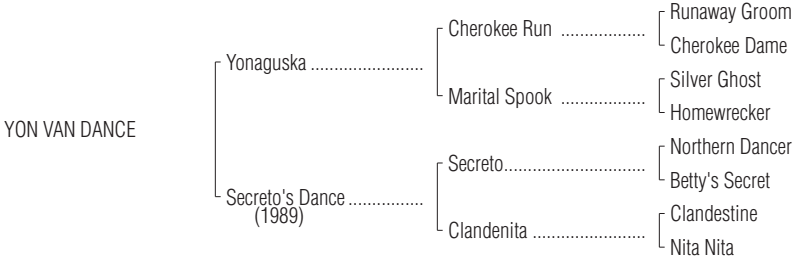 Runaway Groom
Cherokee Run ..................
Cherokee Dame
Yonaguska ........................
Silver Ghost
Marital Spook ..................
Homewrecker
YON VAN DANCE
Northern Dancer
Secreto..............................
Betty's Secret
Secreto's Dance ................
(1989)
Clandestine
Clandenita ........................
Nita Nita